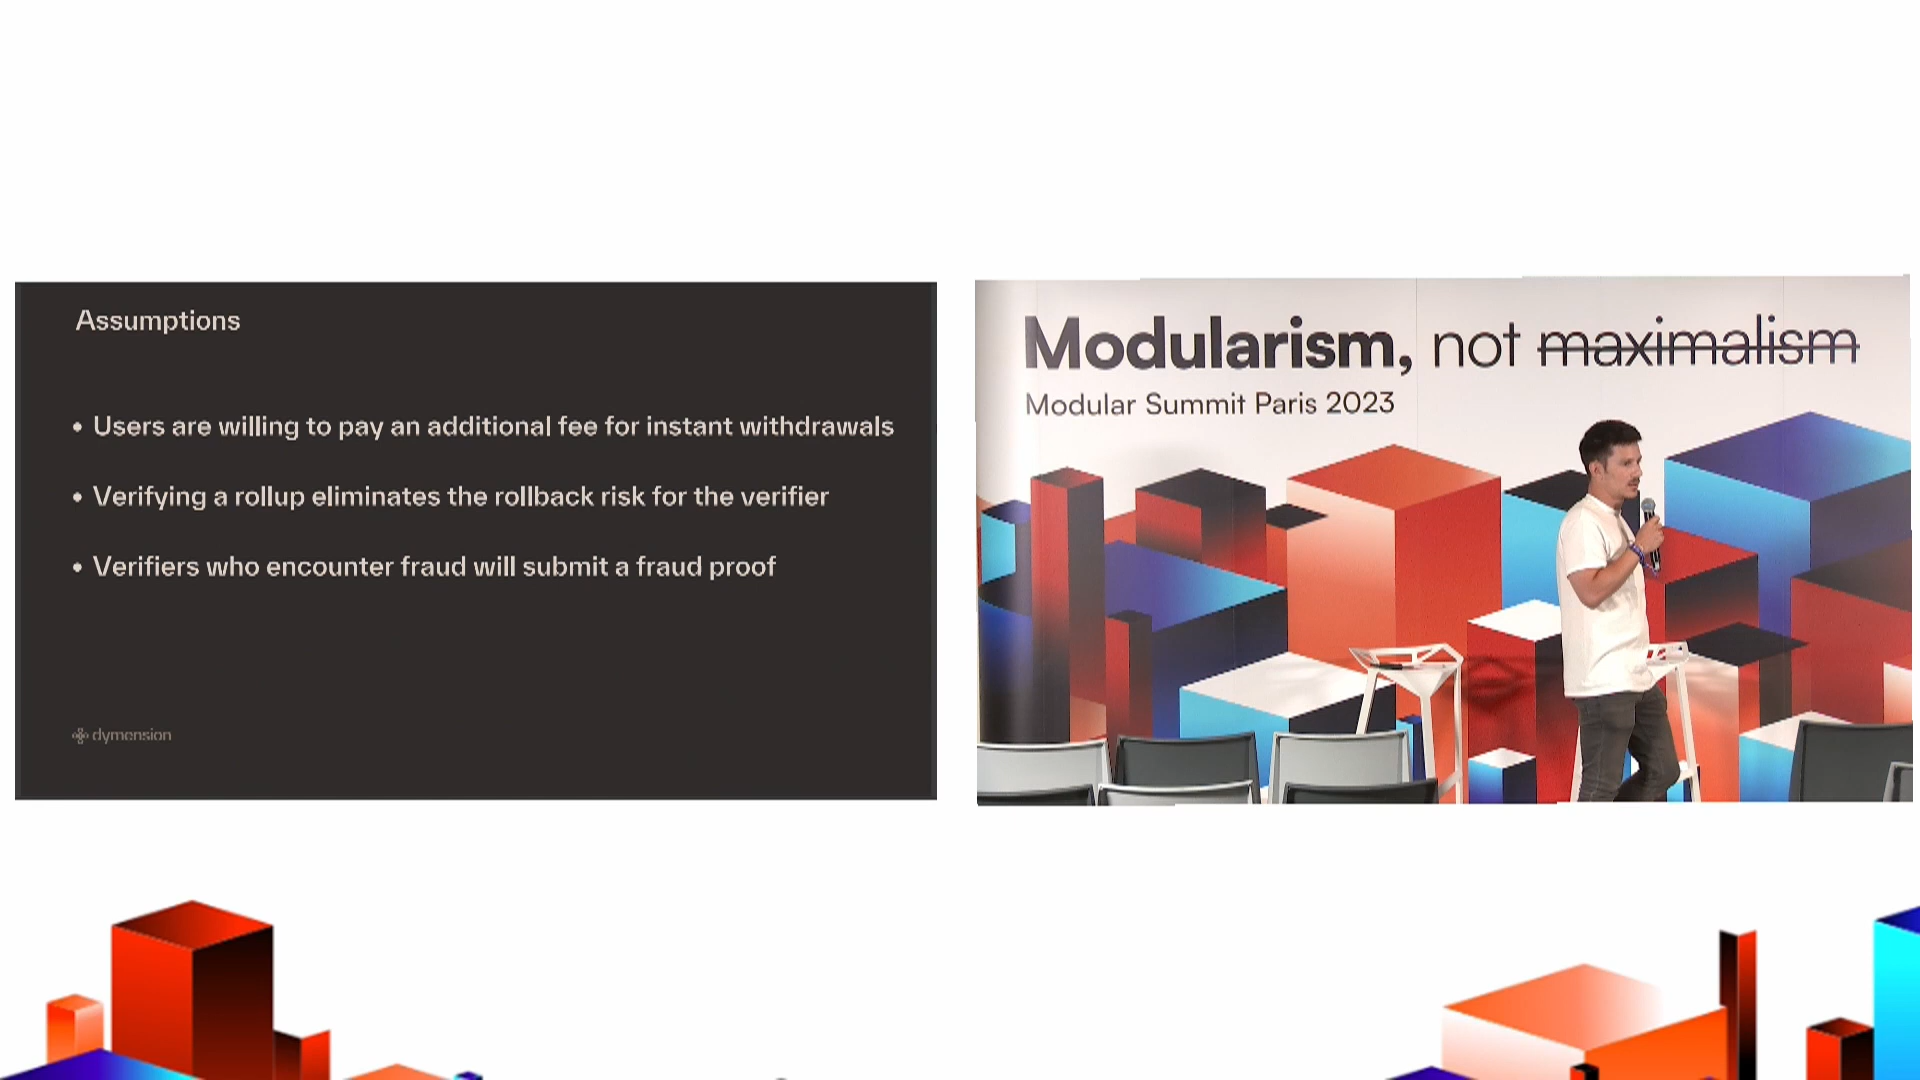 Assumptions
• Users are willing to pay an additional fee for instant withdrawals
• Verifying a rollup eliminates the rollback risk for the verifier
• Verifiers who encounter fraud will submit a fraud proof
dymension
Modularism, not maximalism
Modular Summit Paris 2023